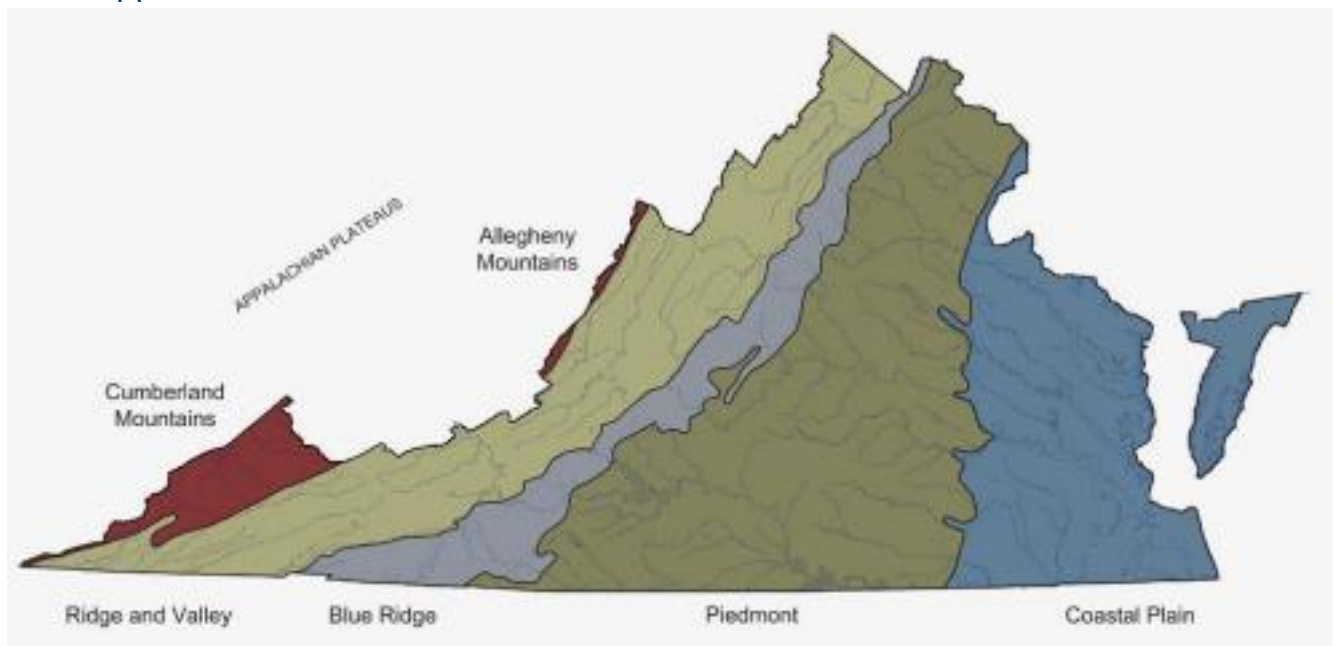 APPALACHIAN PLATEAUS
Allegheny
Mountains
Cumberland
Mountains
Ridge and Valley
Blue Ridge
Piedmont
Coastal Plain